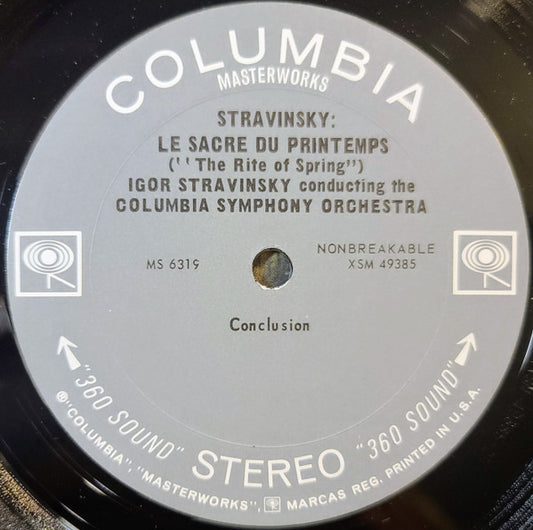 COLUMBIA
MASTERWORKS
STRAVINSKY:
LE SACRE DU PRINTEMPS
(''The Rite of Spring")
IGOR STRAVINSKY conducting the
COLUMBIA SYMPHONY ORCHESTRA
MS 6319
NONBREAKABLE
XSM 49385
Conclusion
"360 SOUND" STEREO "360 SOUND"
®"COLUMBIA", "MASTERWORKS", MARCAS REG. PRINTED IN U.S.A.